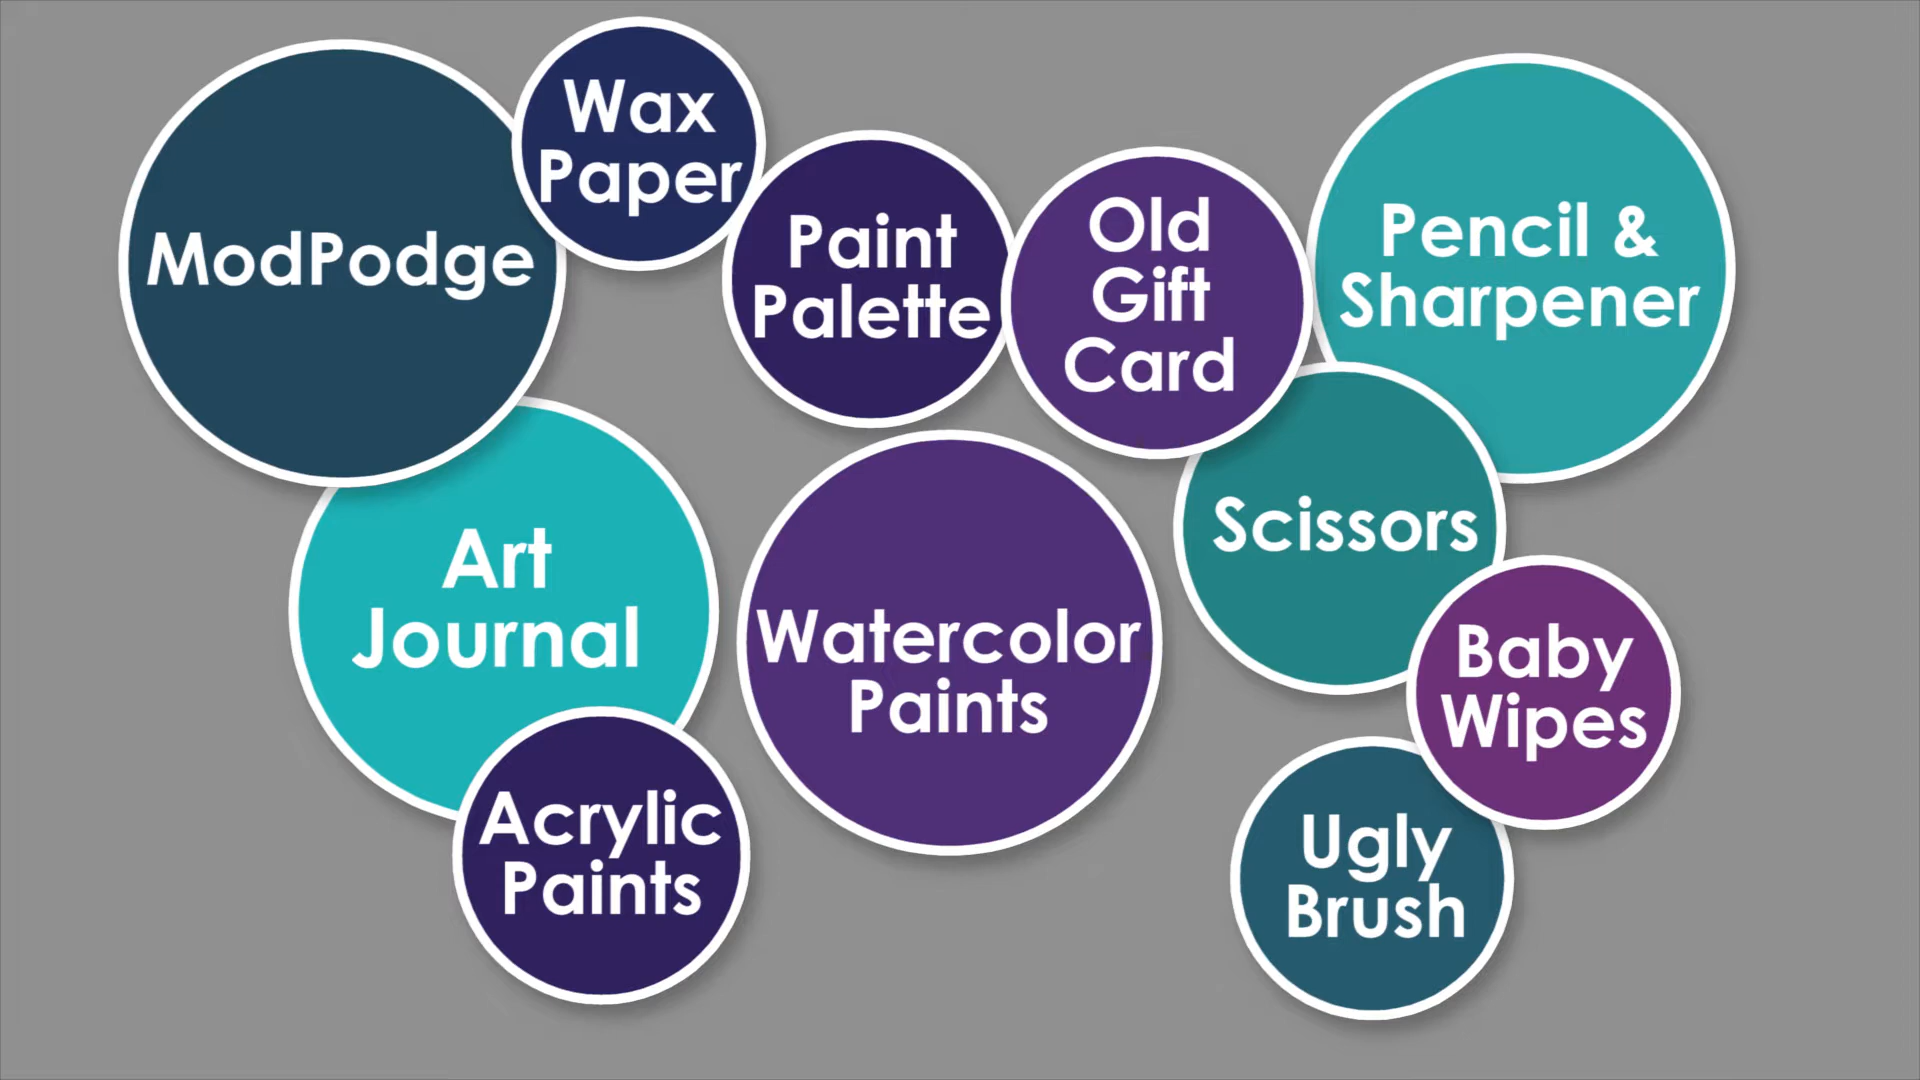 ModPodge
Wax
Paper
Paint
Palette
Old
Gift
Card
Pencil &
Sharpener
Art
Journal
Watercolor
Paints
Scissors
Baby
Wipes
Acrylic
Paints
Ugly
Brush